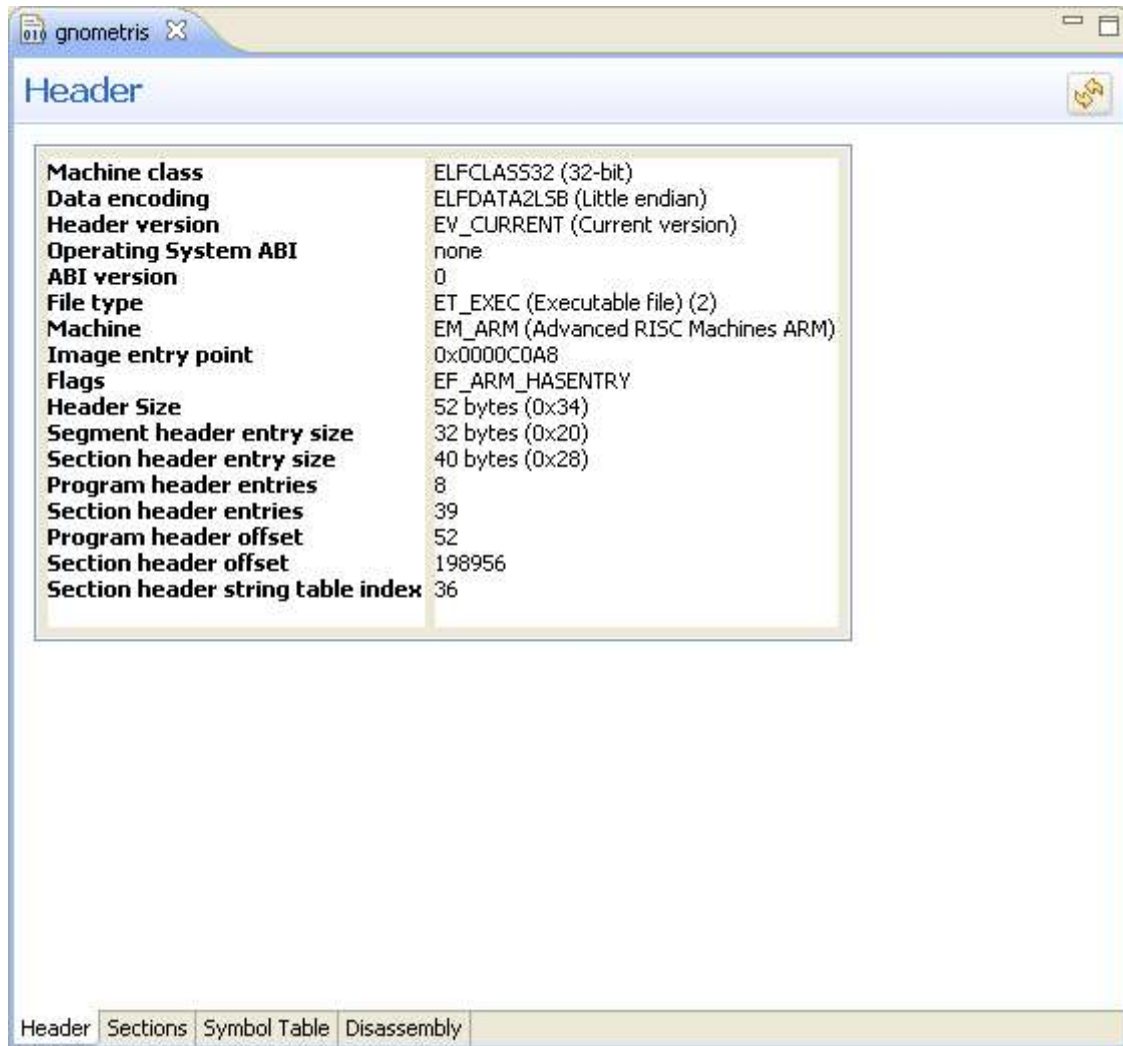 gnometris
Header
Machine class ELFCLASS32 (32-bit)
Data encoding ELFDATA2LSB (Little endian)
Header version EV_CURRENT (Current version)
Operating System ABI none
ABI version 0
File type ET_EXEC (Executable file) (2)
Machine EM_ARM (Advanced RISC Machines ARM)
Image entry point 0x0000C0A8
Flags EF_ARM_HASENTRY
Header Size 52 bytes (0x34)
Segment header entry size 32 bytes (0x20)
Section header entry size 40 bytes (0x28)
Program header entries 8
Section header entries 39
Program header offset 52
Section header offset 198956
Section header string table index 36
Header Sections Symbol Table Disassembly